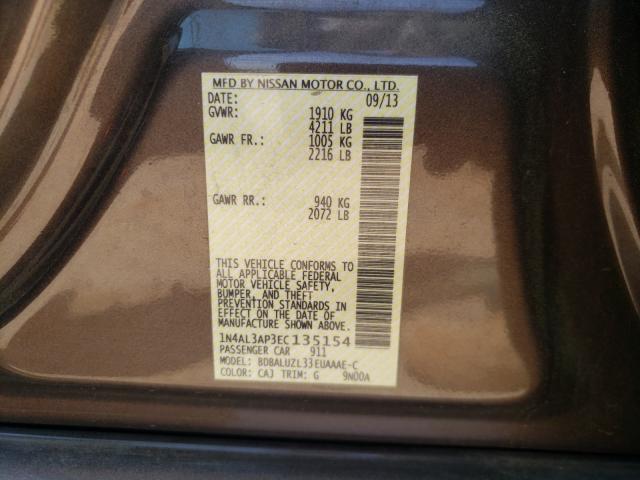 MFD BY NISSAN MOTOR CO., LTD.
DATE: 09/13
GVWR: 1910 KG
4211 LB
GAWR FR.: 1005 KG
2216 LB
GAWR RR.: 940 KG
2072 LB
THIS VEHICLE CONFORMS TO
ALL APPLICABLE FEDERAL
MOTOR VEHICLE SAFETY,
BUMPER, AND THEFT
PREVENTION STANDARDS IN
EFFECT ON THE DATE OF
MANUFACTURE SHOWN ABOVE.
1N4AL3AP3EC135154
PASSENGER CAR 911
MODEL: BDBALUZL33EUAAAE-C
COLOR: CAJ TRIM: G 9N00A